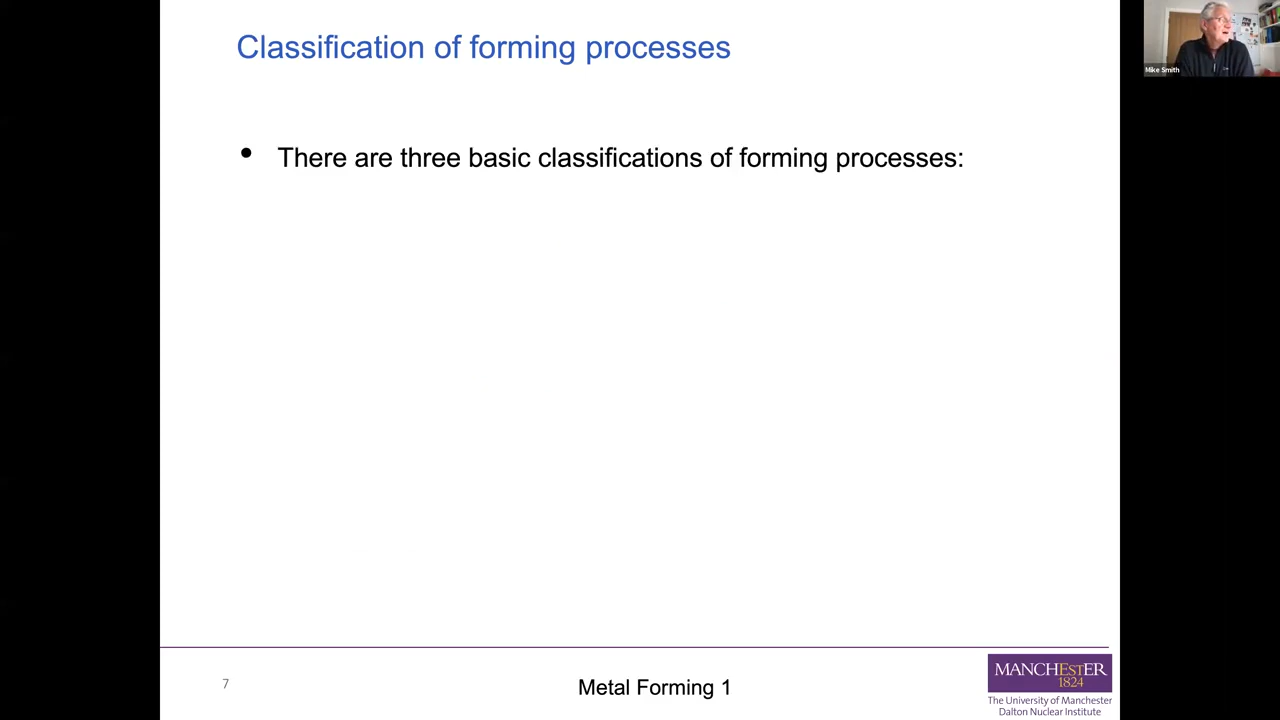 Classification of forming processes
Mike Smith
• There are three basic classifications of forming processes:
7
Metal Forming 1
MANCHESTER
1824
The University of Manchester
Dalton Nuclear Institute